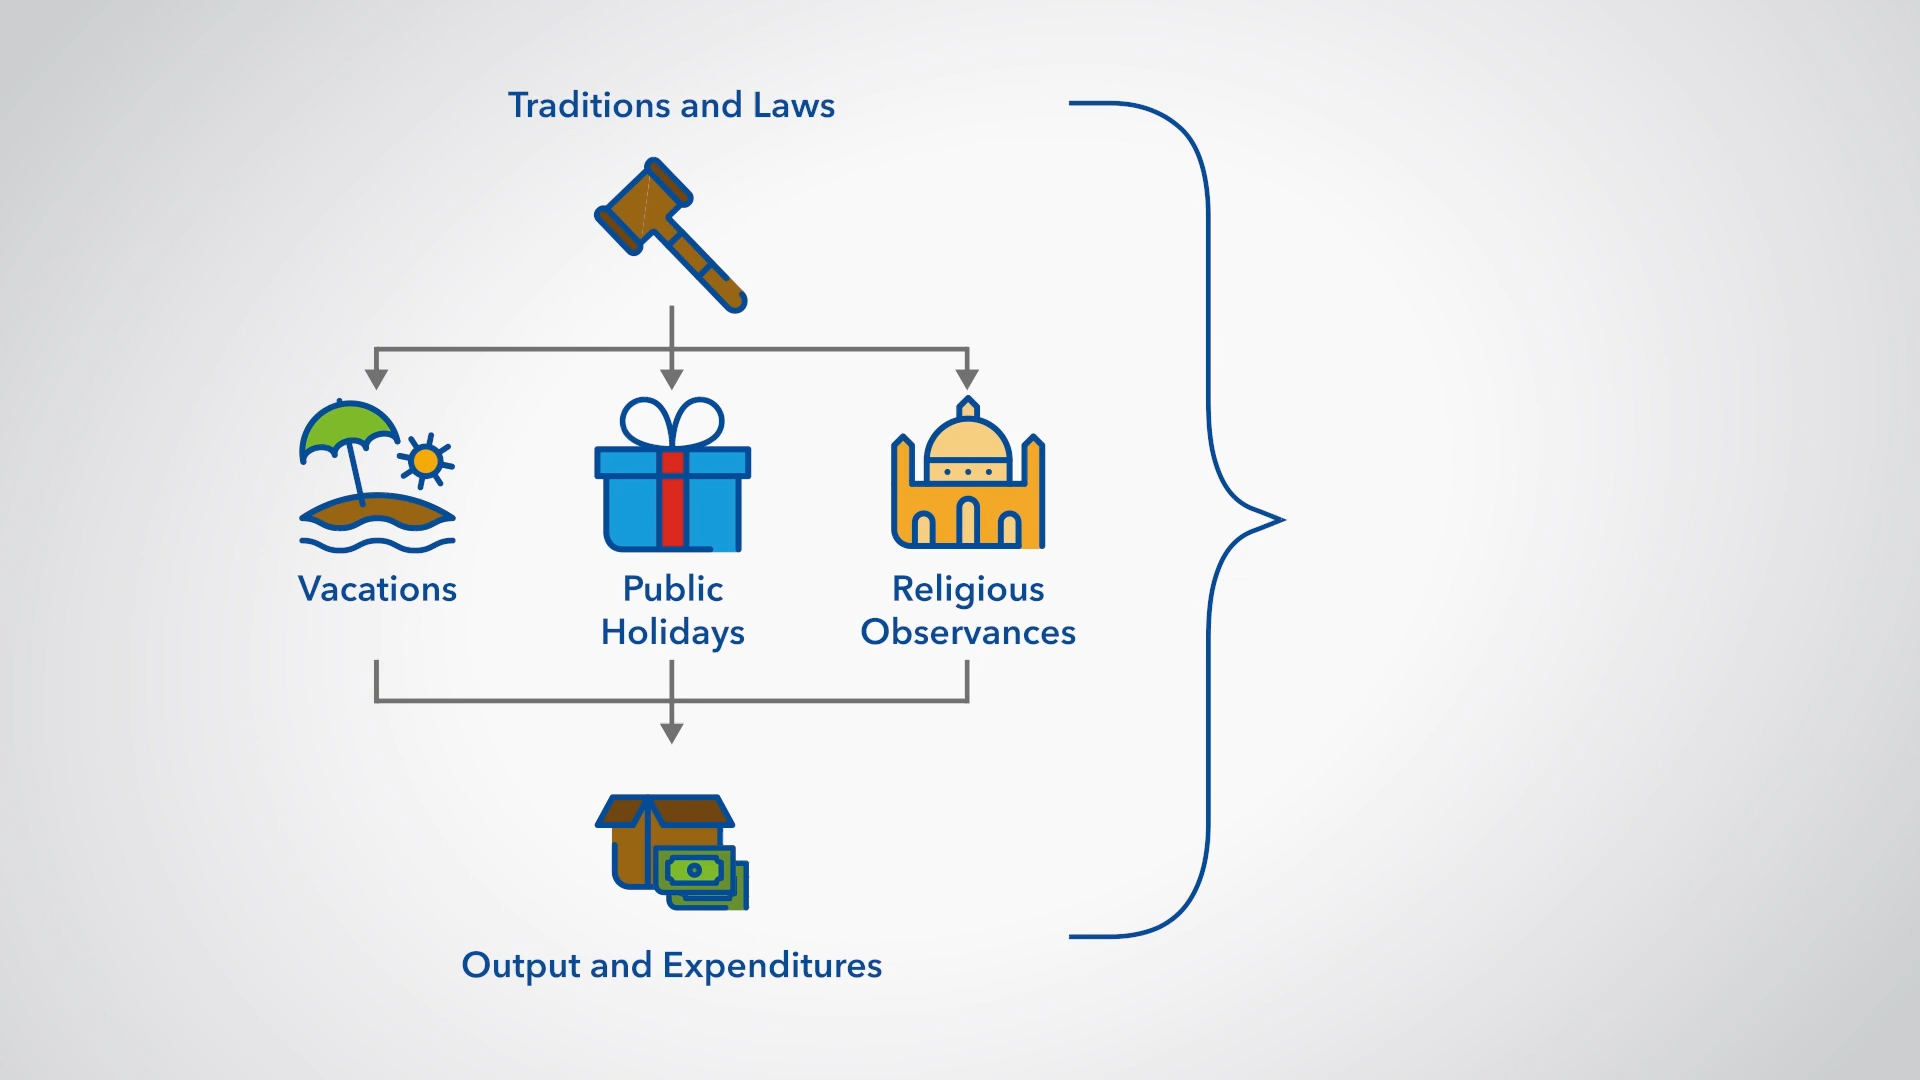 Traditions and Laws
Vacations
Public
Holidays
Religious
Observances
Output and Expenditures